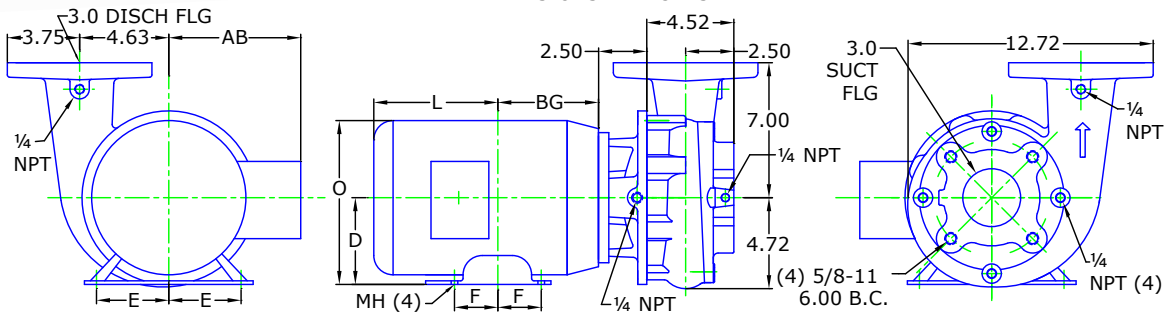 3.0 DISCH FLG
3.75
4.63
AB
¼
NPT
E
E
4.52
2.50
2.50
L
BG
7.00
O
D
¼ NPT
4.72
MH (4)
F
F
¼ NPT
12.72
3.0
SUCT
FLG
¼
NPT
(4) 5/8-11
6.00 B.C.
¼
NPT (4)